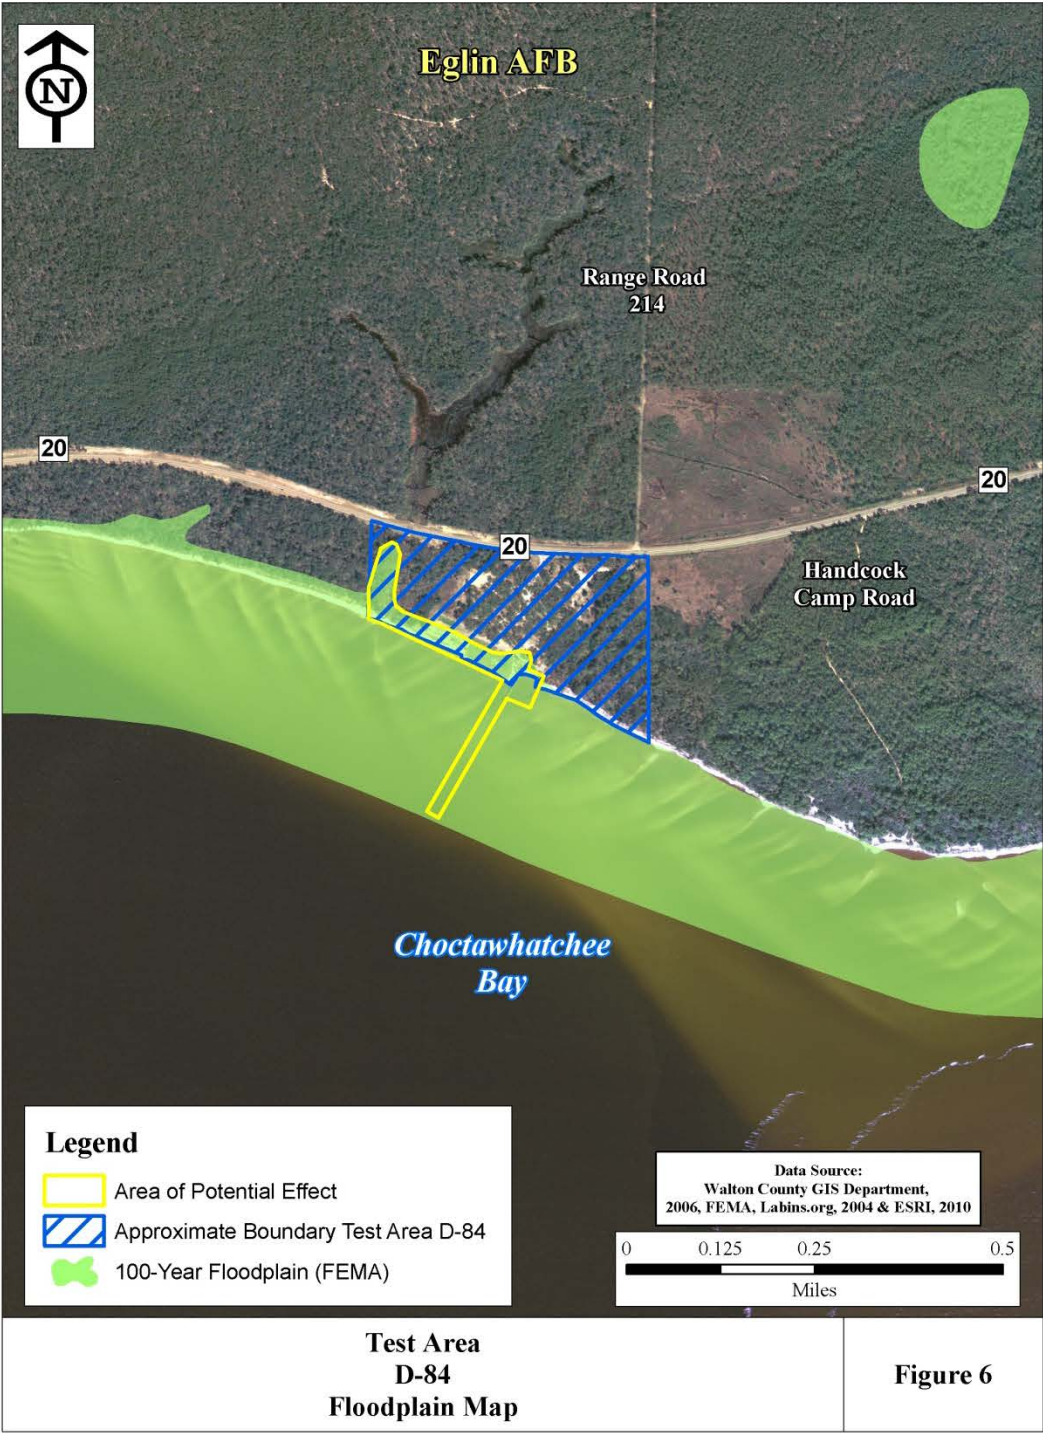 N
Eglin AFB
Range Road
214
20
20
20
Handcock
Camp Road
Choctawhatchee
Bay
Legend
Area of Potential Effect
Approximate Boundary Test Area D-84
100-Year Floodplain (FEMA)
Data Source:
Walton County GIS Department,
2006, FEMA, Labins.org, 2004 & ESRI, 2010
0 0.125 0.25 0.5
Miles
Test Area
D-84
Floodplain Map
Figure 6